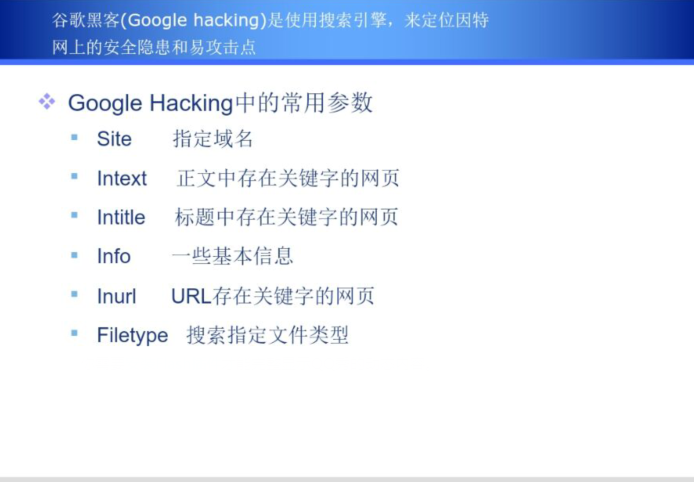 谷歌黑客(Google hacking)是使用搜索引擎，来定位因特
网上的安全隐患和易攻击点
Google Hacking中的常用参数
Site 指定域名
Intext 正文中存在关键字的网页
Intitle 标题中存在关键字的网页
Info 一些基本信息
Inurl URL存在关键字的网页
Filetype 搜索指定文件类型